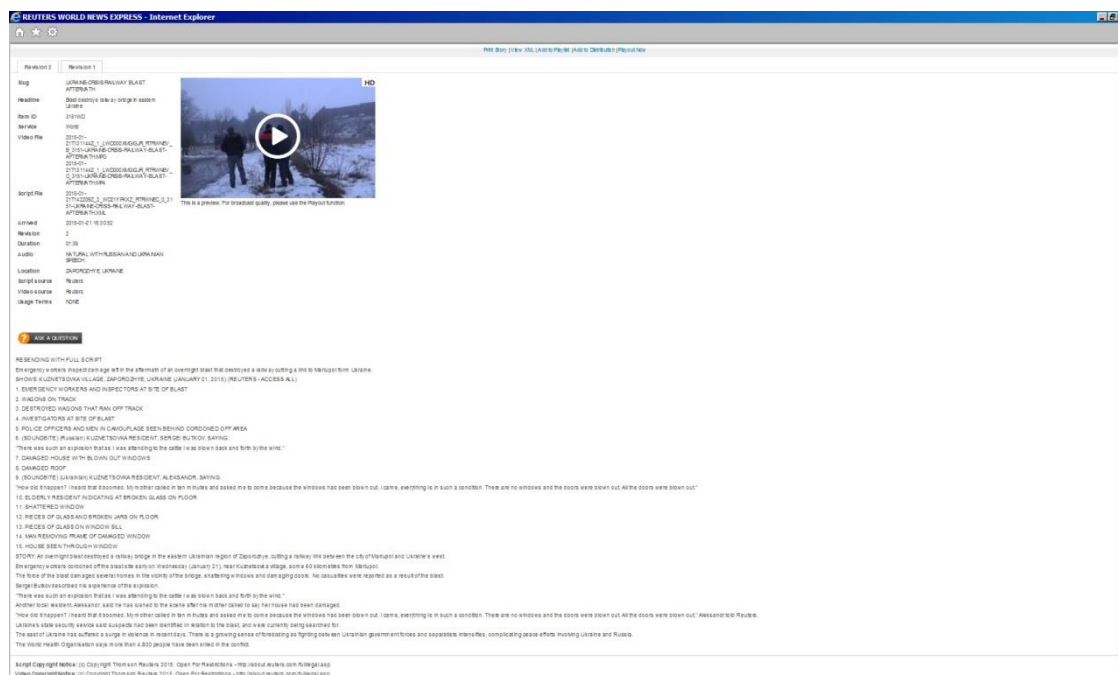 REUTERS WORLD NEWS EXPRESS - Internet Explorer
Print Story | View XML | Add to Playlist | Add to Distribution | Playout Now
Revision 2 Revision 1
Slug UKRAINE-CRISIS/RAILWAY BLAST
AFTERMATH
Headline Blast destroys railway bridge in eastern
Ukraine
Item ID 3151WD
Service World
Video File 2015-01-
AFTERMATH.MPG
2015-01-
AFTERMATH.MP4
Script File 2015-01-
51-UKRAINE-CRISIS-RAILWAY-BLAST-
AFTERMATH.XML
HD
This is a preview. For broadcast quality, please use the Playout function.
Arrived
Revision 2
Duration
Audio NATURAL WITH RUSSIAN AND UKRAINIAN
SPEECH
Location ZAPOROZHYE, UKRAINE
Script source Reuters
Video source Reuters
Usage Terms NONE
? ASK A QUESTION
RESENDING WITH FULL SCRIPT
Emergency workers inspect damage left in the aftermath of an overnight blast that destroyed a railway cutting a link to Mariupol form Ukraine.
SHOWS: KUZNETSOVKA VILLAGE, ZAPOROZHYE, UKRAINE (JANUARY 21, 2015) (REUTERS - ACCESS ALL)
1. EMERGENCY WORKERS AND INSPECTORS AT SITE OF BLAST
2. WAGONS ON TRACK
3. DESTROYED WAGONS THAT RAN OFF TRACK
4. INVESTIGATORS AT SITE OF BLAST
5. POLICE OFFICERS AND MEN IN CAMOUFLAGE SEEN BEHIND CORDONED OFF AREA
6. (SOUNDBITE) (Russian) KUZNETSOVKA RESIDENT, SERGEI BUTKOV, SAYING:
"There was such an explosion that as I was attending to the cattle I was blown back and forth by the wind."
7. DAMAGED HOUSE WITH BLOWN OUT WINDOWS
8. DAMAGED ROOF
9. (SOUNDBITE) (Ukrainian) KUZNETSOVKA RESIDENT, ALEKSANDR, SAYING:
"How did it happen? I heard that it boomed. My mother called in ten minutes and asked me to come because the windows had been blown out. I came, everything is in such a condition. There are no windows and the doors were blown out. All the doors were blown out."
10. ELDERLY RESIDENT INDICATING AT BROKEN GLASS ON FLOOR
11. SHATTERED WINDOW
12. PIECES OF GLASS AND BROKEN JARS ON FLOOR
13. PIECES OF GLASS ON WINDOW SILL
14. MAN REMOVING FRAME OF DAMAGED WINDOW
15. HOUSE SEEN THROUGH WINDOW
STORY: An overnight blast destroyed a railway bridge in the eastern Ukrainian region of Zaporozhye, cutting a railway link between the city of Mariupol and Ukraine's west.
Emergency workers cordoned off the blast site early on Wednesday (January 21), near Kuznetsovka village, some 60 kilometres from Mariupol.
The force of the blast damaged several homes in the vicinity of the bridge, shattering windows and damaging doors. No casualties were reported as a result of the blast.
Sergei Butkov described his experience of the explosion.
"There was such an explosion that as I was attending to the cattle I was blown back and forth by the wind."
Another local resident, Aleksandr, said he has rushed to the scene after his mother called to say her house had been damaged.
"How did it happen? I heard that it boomed. My mother called in ten minutes and asked me to come because the windows had been blown out. I came, everything is in such a condition. There are no windows and the doors were blown out. All the doors were blown out," Aleksandr told Reuters.
Ukraine's state security service said suspects had been identified in relation to the blast, and were currently being searched for.
The east of Ukraine has suffered a surge in violence in recent days. There is a growing sense of foreboding as fighting between Ukrainian government forces and separatists intensifies, complicating peace efforts involving Ukraine and Russia.
The World Health Organisation says more than 4,800 people have been killed in the conflict.
Script Copyright Notice: (c) Copyright Thomson Reuters 2015. Open For Restrictions - http://about.reuters.com/fulllegal.asp
Video Copyright Notice: (c) Copyright Thomson Reuters 2015. Open For Restrictions - http://about.reuters.com/fulllegal.asp